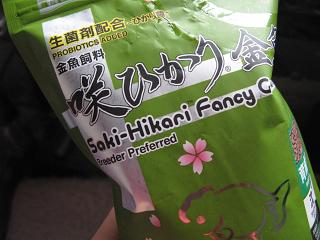 生菌剤配合
PROBIOTICS ADDED
金魚飼料
咲ひかり 金
Saki-Hikari Fancy G
Breeder Preferred